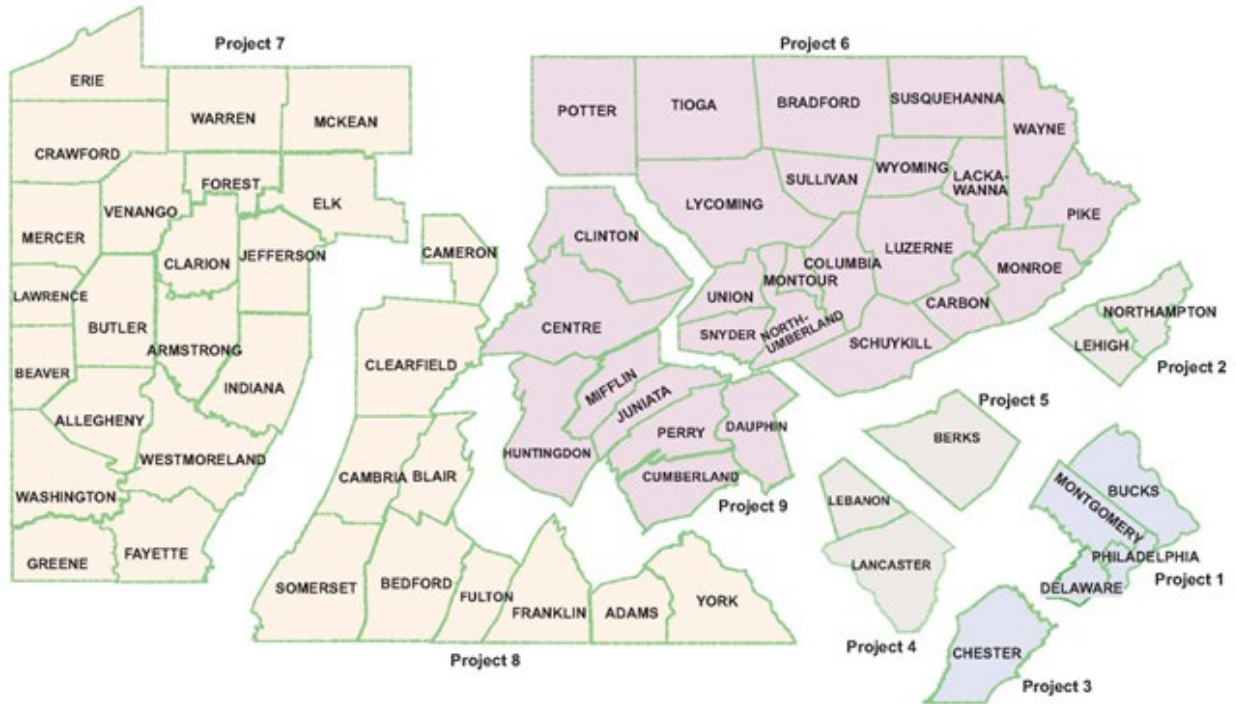 Project 7
ERIE
WARREN
MCKEAN
CRAWFORD
FOREST
VENANGO
ELK
MERCER
CLARION
JEFFERSON
LAWRENCE
BUTLER
ARMSTRONG
BEAVER
INDIANA
ALLEGHENY
WESTMORELAND
WASHINGTON
FAYETTE
GREENE
CAMERON
CLEARFIELD
CAMBRIA
BLAIR
SOMERSET
BEDFORD
FULTON
FRANKLIN
ADAMS
YORK
Project 8
Project 6
POTTER
TIOGA
BRADFORD
SUSQUEHANNA
WAYNE
WYOMING
LACKA-
WANNA
SULLIVAN
LYCOMING
PIKE
LUZERNE
COLUMBIA
MONTOUR
MONROE
UNION
CARBON
SNYDER
NORTH-
UMBERLAND
SCHUYKILL
CLINTON
CENTRE
MIFFLIN
JUNIATA
HUNTINGDON
PERRY
DAUPHIN
CUMBERLAND
Project 9
NORTHAMPTON
LEHIGH
Project 2
Project 5
BERKS
LEBANON
LANCASTER
Project 4
BUCKS
MONTGOMERY
PHILADELPHIA
DELAWARE
Project 1
CHESTER
Project 3